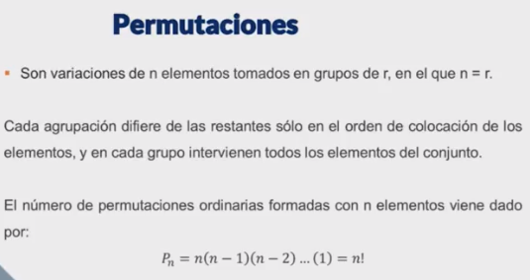 Permutaciones
▪ Son variaciones de n elementos tomados en grupos de r, en el que n = r.
Cada agrupación difiere de las restantes sólo en el orden de colocación de los
elementos, y en cada grupo intervienen todos los elementos del conjunto.
El número de permutaciones ordinarias formadas con n elementos viene dado
por:
Pₙ = n(n − 1)(n − 2) … (1) = n!